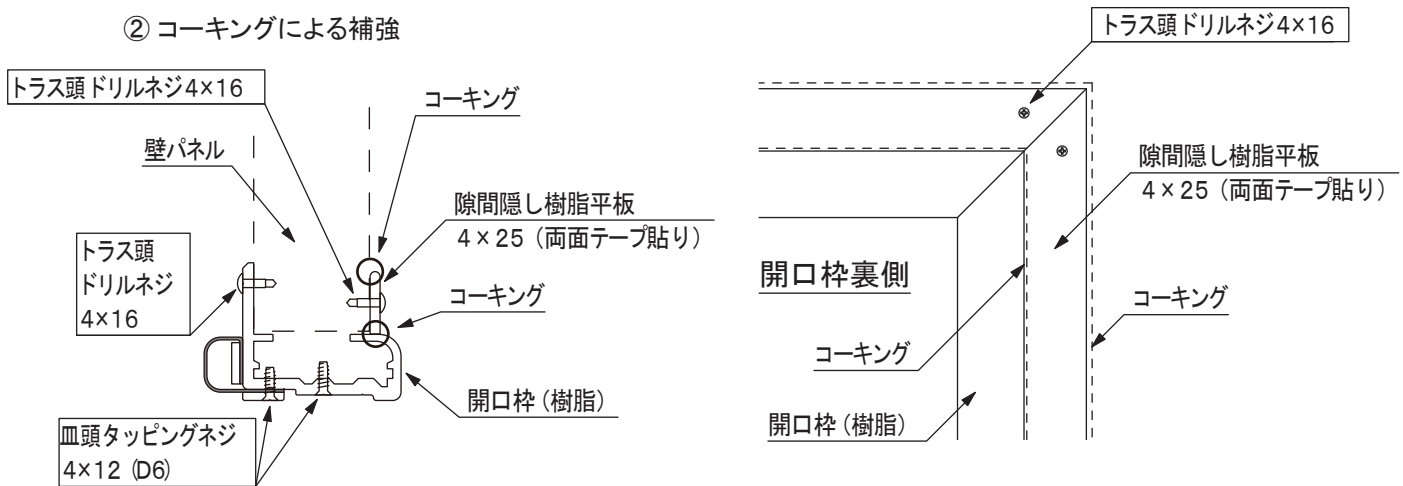 ② コーキングによる補強
トラス頭ドリルネジ4×16
コーキング
壁パネル
隙間隠し樹脂平板
4×25（両面テープ貼り）
トラス頭
ドリルネジ
4×16
コーキング
開口枠（樹脂）
皿頭タッピングネジ
4×12（D6）
トラス頭ドリルネジ4×16
隙間隠し樹脂平板
4×25（両面テープ貼り）
開口枠裏側
コーキング
コーキング
開口枠（樹脂）